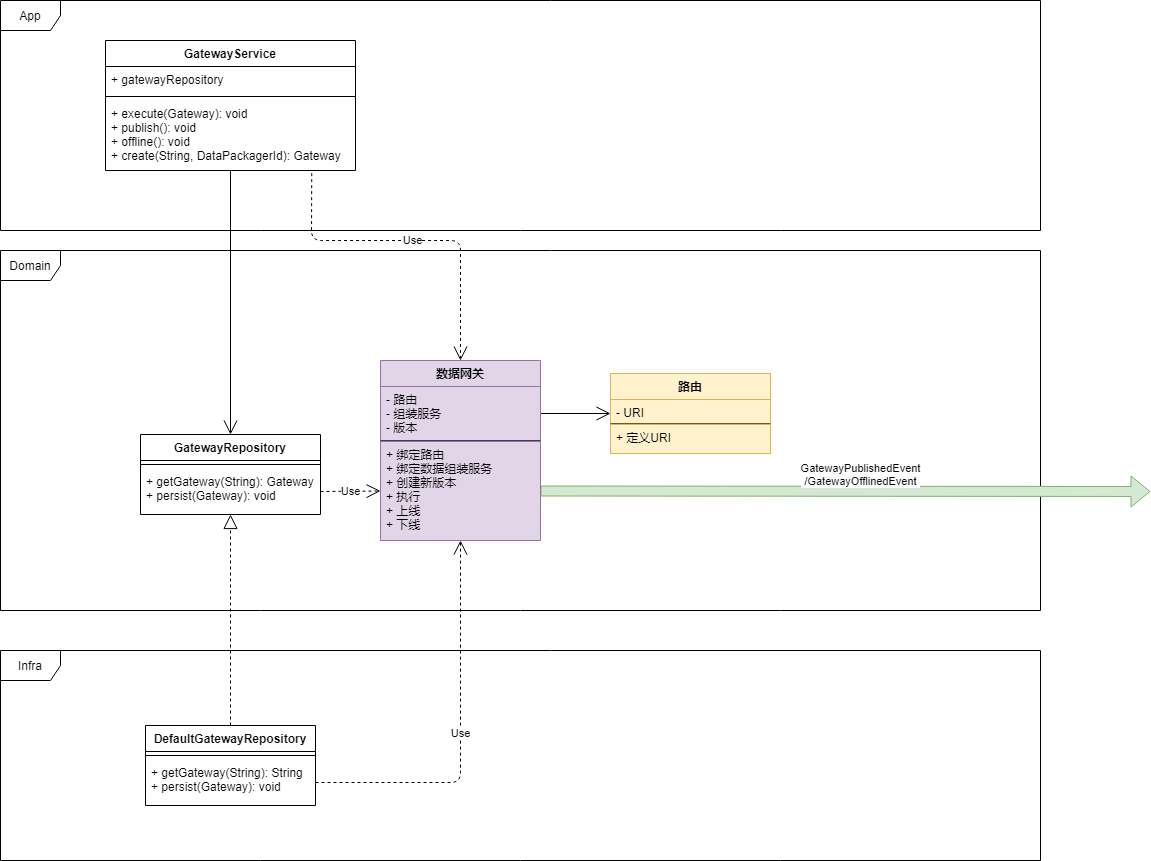 App
GatewayService
+ gatewayRepository
+ execute(Gateway): void
+ publish(): void
+ offline(): void
+ create(String, DataPackagerId): Gateway
Use
Domain
数据网关
- 路由
- 组装服务
- 版本
+ 绑定路由
+ 绑定数据组装服务
+ 创建新版本
+ 执行
+ 上线
+ 下线
路由
- URI
+ 定义URI
GatewayRepository
+ getGateway(String): Gateway
+ persist(Gateway): void
Use
GatewayPublishedEvent
/GatewayOfflinedEvent
Infra
DefaultGatewayRepository
+ getGateway(String): String
+ persist(Gateway): void
Use